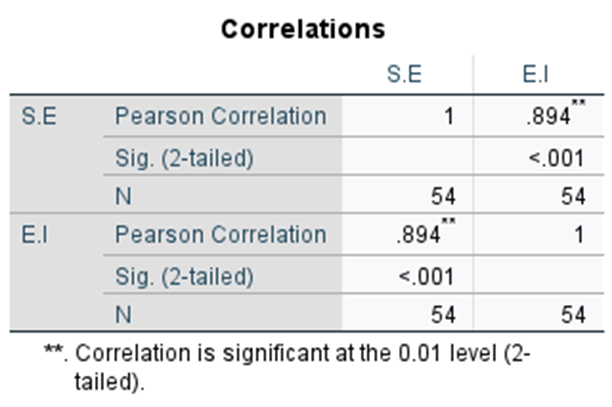 Correlations
S.E E.I
S.E Pearson Correlation 1 .894**
Sig. (2-tailed) <.001
N 54 54
E.I Pearson Correlation .894** 1
Sig. (2-tailed) <.001
N 54 54
**. Correlation is significant at the 0.01 level (2-
tailed).